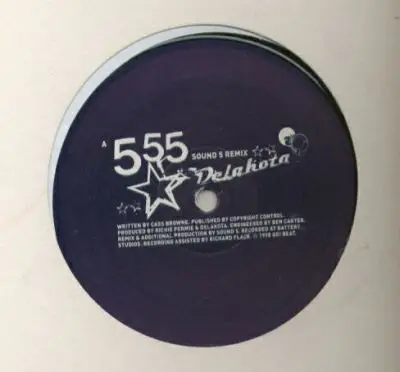 A
555
SOUND 5 REMIX
Delakota
WRITTEN BY CASS BROWNE. PUBLISHED BY COPYRIGHT CONTROL.
PRODUCED BY RICHIE FERMIE & DELAKOTA. ENGINEERED BY BEN CARTER.
REMIX & ADDITIONAL PRODUCTION BY SOUND 5. RECORDED AT BATTERY
STUDIOS. RECORDING ASSISTED BY RICHARD FLACK. ℗ 1998 GO! BEAT.